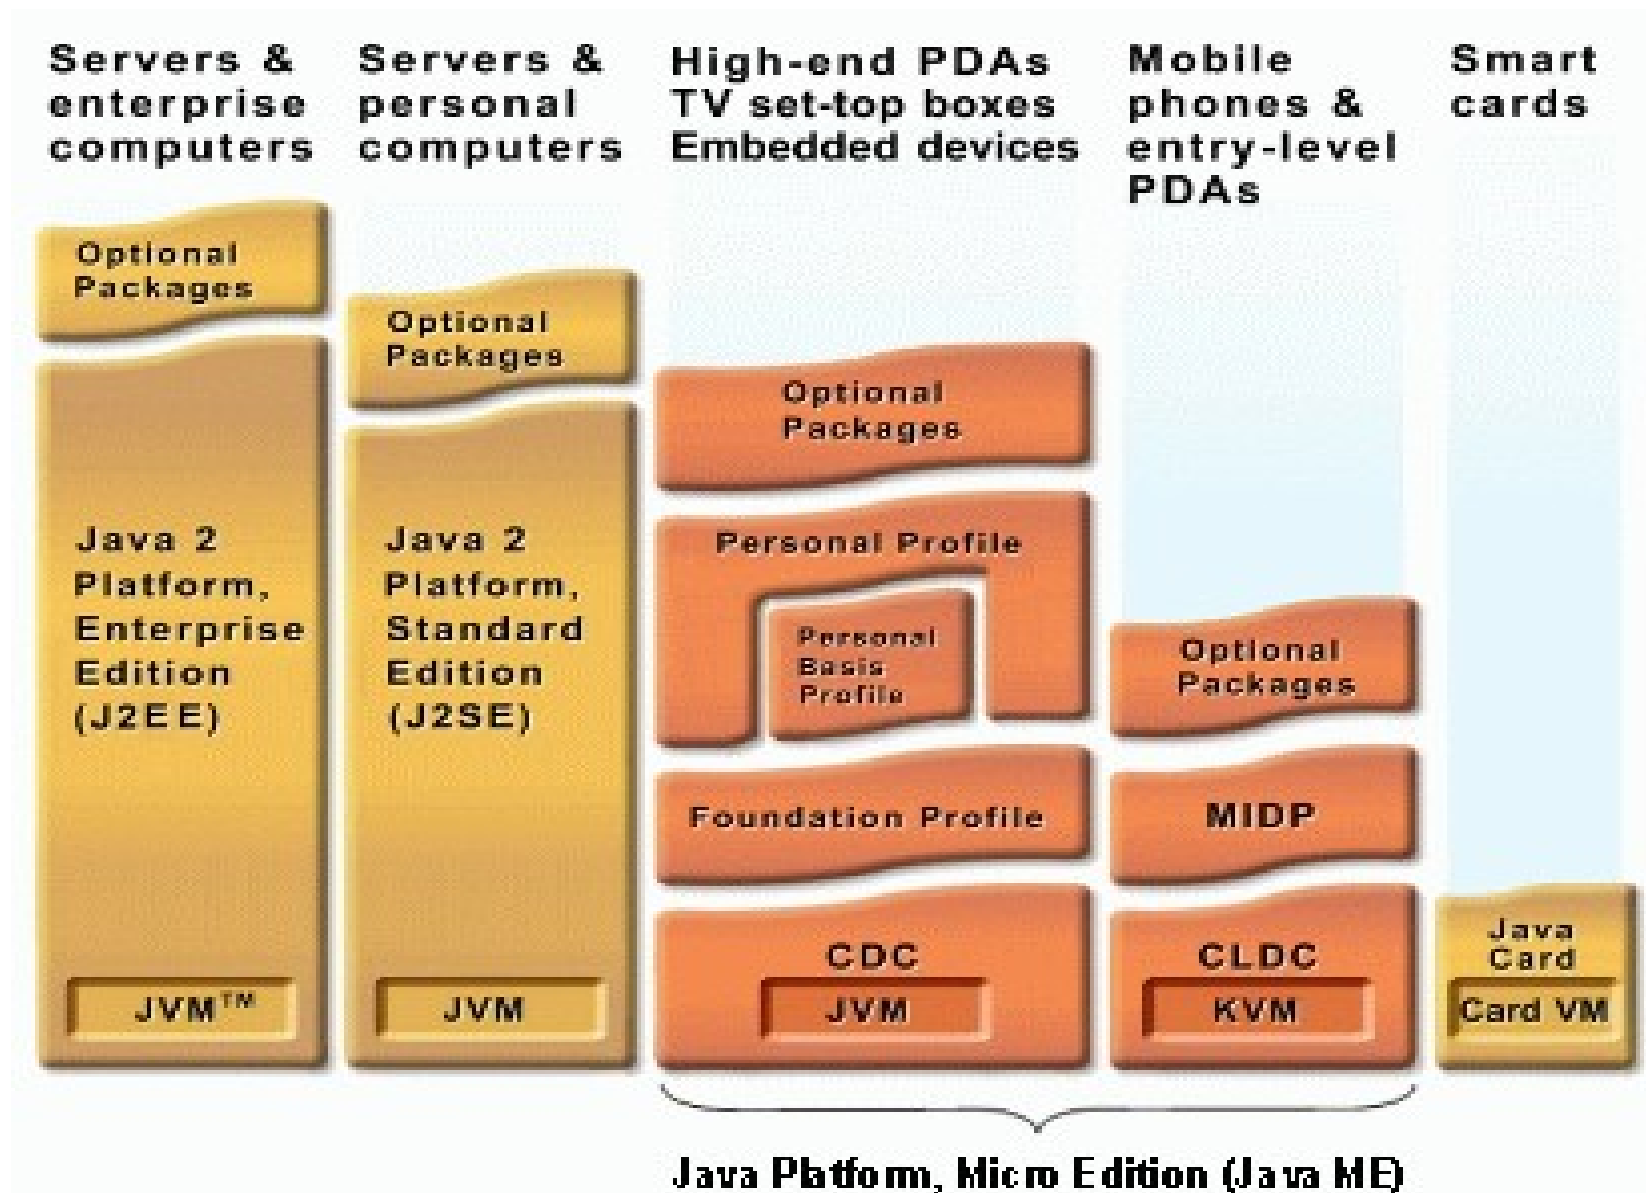 Servers &
enterprise
computers
Servers &
personal
computers
High-end PDAs
TV set-top boxes
Embedded devices
Mobile
phones &
entry-level
PDAs
Smart
cards
Optional
Packages
Java 2
Platform,
Enterprise
Edition
(J2EE)
JVM™
Optional
Packages
Java 2
Platform,
Standard
Edition
(J2SE)
JVM
Optional
Packages
Personal Profile
Personal
Basis
Profile
Foundation Profile
CDC
JVM
Optional
Packages
MIDP
CLDC
KVM
Java
Card
Card VM
Java Platform, Micro Edition (Java ME)